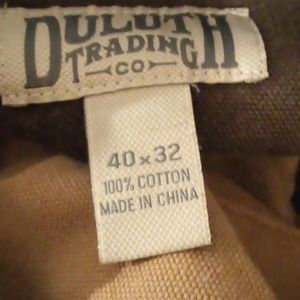 DULUTH
TRADING
CO
40 x 32
100% COTTON
MADE IN CHINA